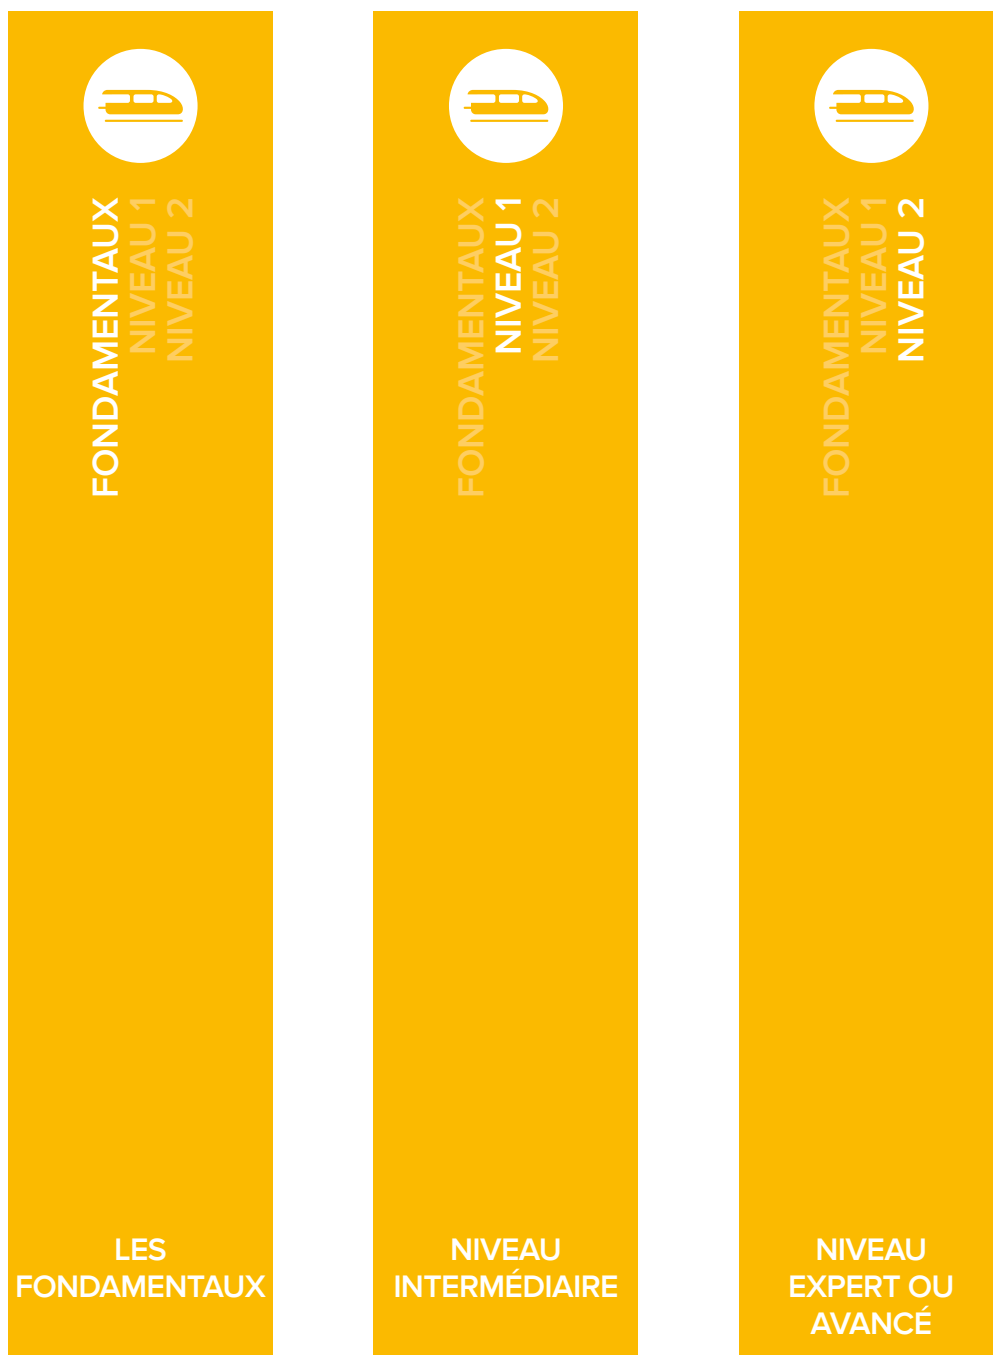 FONDAMENTAUX
NIVEAU 1
NIVEAU 2
LES
FONDAMENTAUX
FONDAMENTAUX
NIVEAU 1
NIVEAU 2
NIVEAU
INTERMÉDIAIRE
FONDAMENTAUX
NIVEAU 1
NIVEAU 2
NIVEAU
EXPERT OU
AVANCÉ